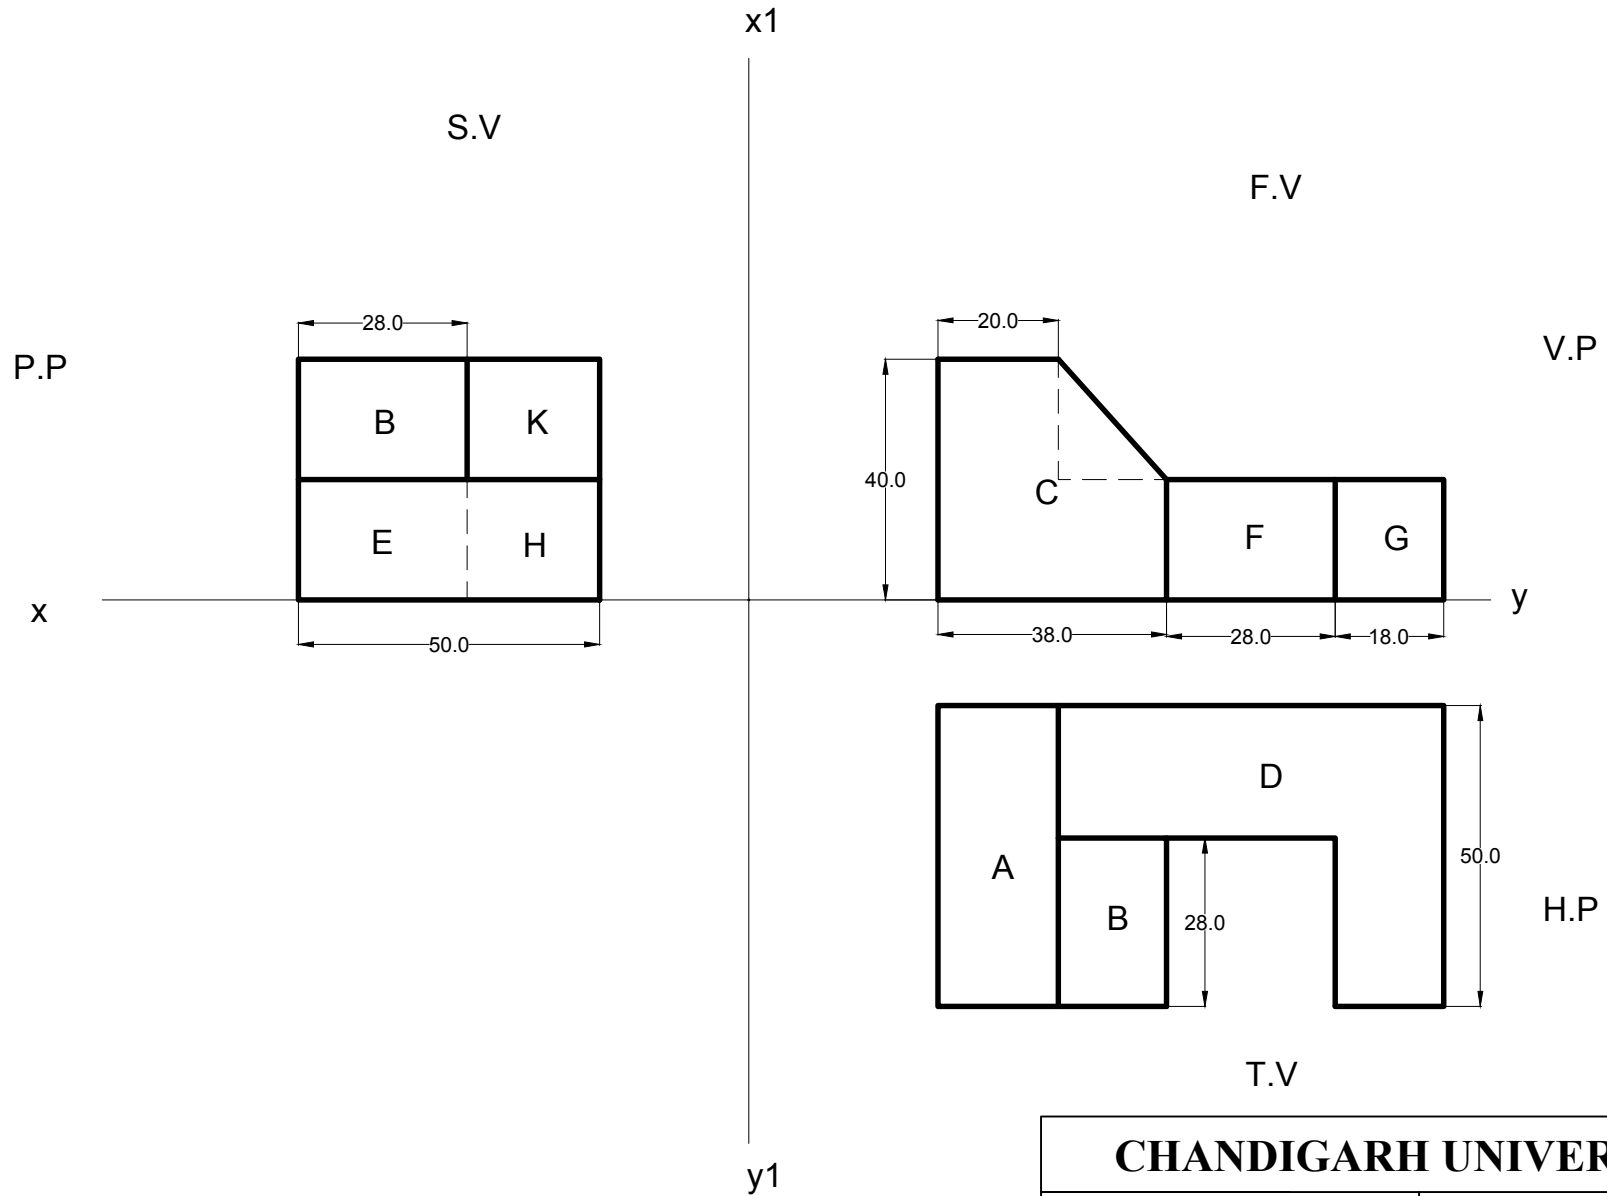 x1
S.V
F.V
28.0
20.0
P.P
V.P
B
K
40.0
C
E
H
F
G
x
y
50.0
38.0
28.0
18.0
D
A
B
28.0
50.0
H.P
T.V
CHANDIGARH UNIVER
y1